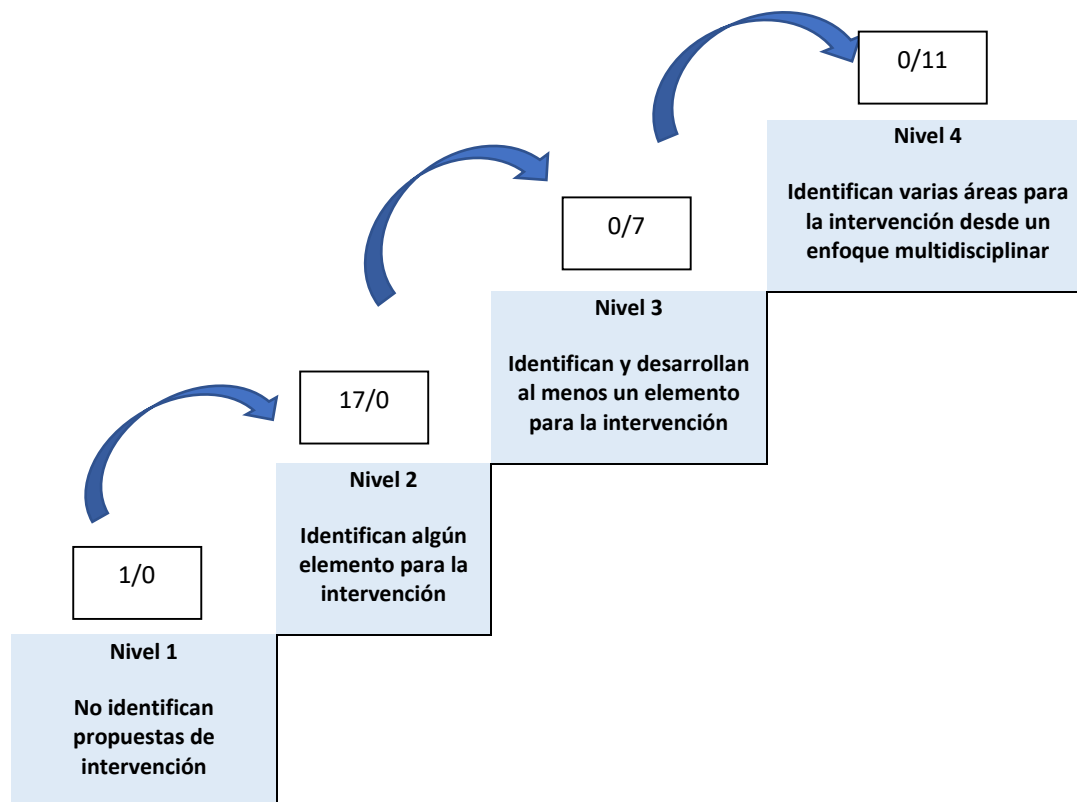 0/11
Nivel 4
Identifican varias áreas para
la intervención desde un
enfoque multidisciplinar
0/7
Nivel 3
Identifican y desarrollan
al menos un elemento
para la intervención
17/0
Nivel 2
Identifican algún
elemento para la
intervención
1/0
Nivel 1
No identifican
propuestas de
intervención